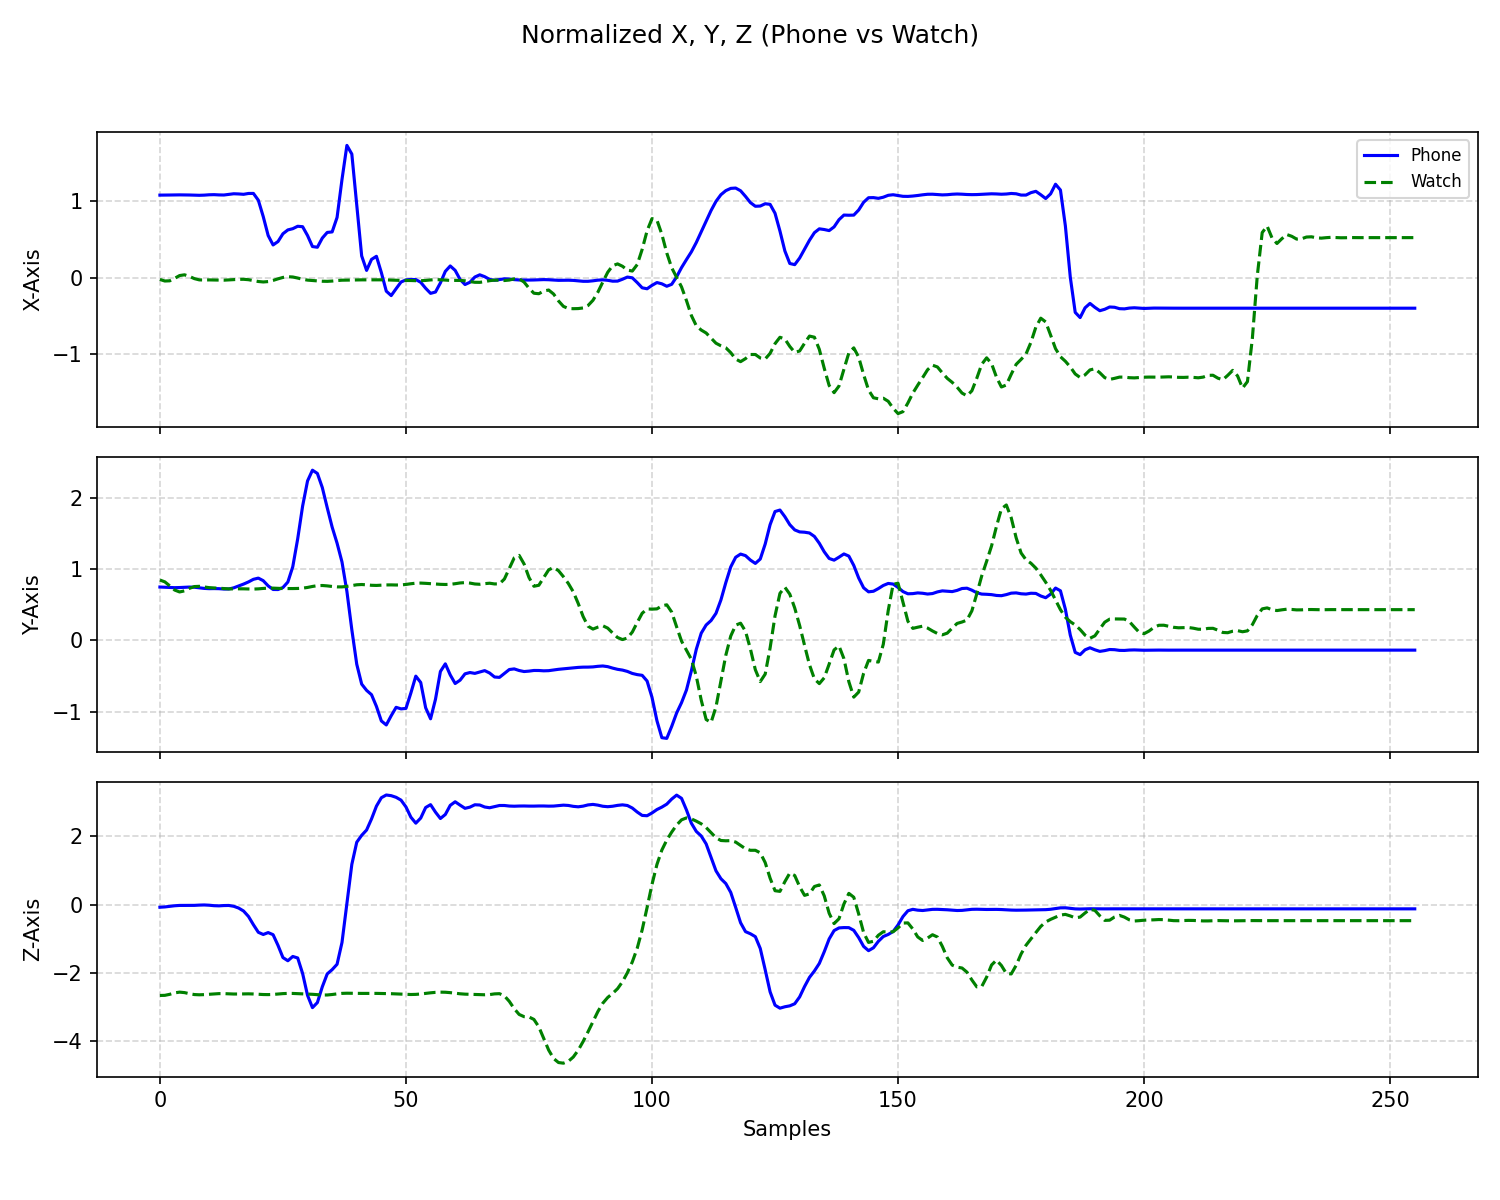 Normalized X, Y, Z (Phone vs Watch)
Phone
Watch
X-Axis
1
0
−1
Y-Axis
2
1
0
−1
Z-Axis
2
0
−2
−4
0 50 100 150 200 250
Samples